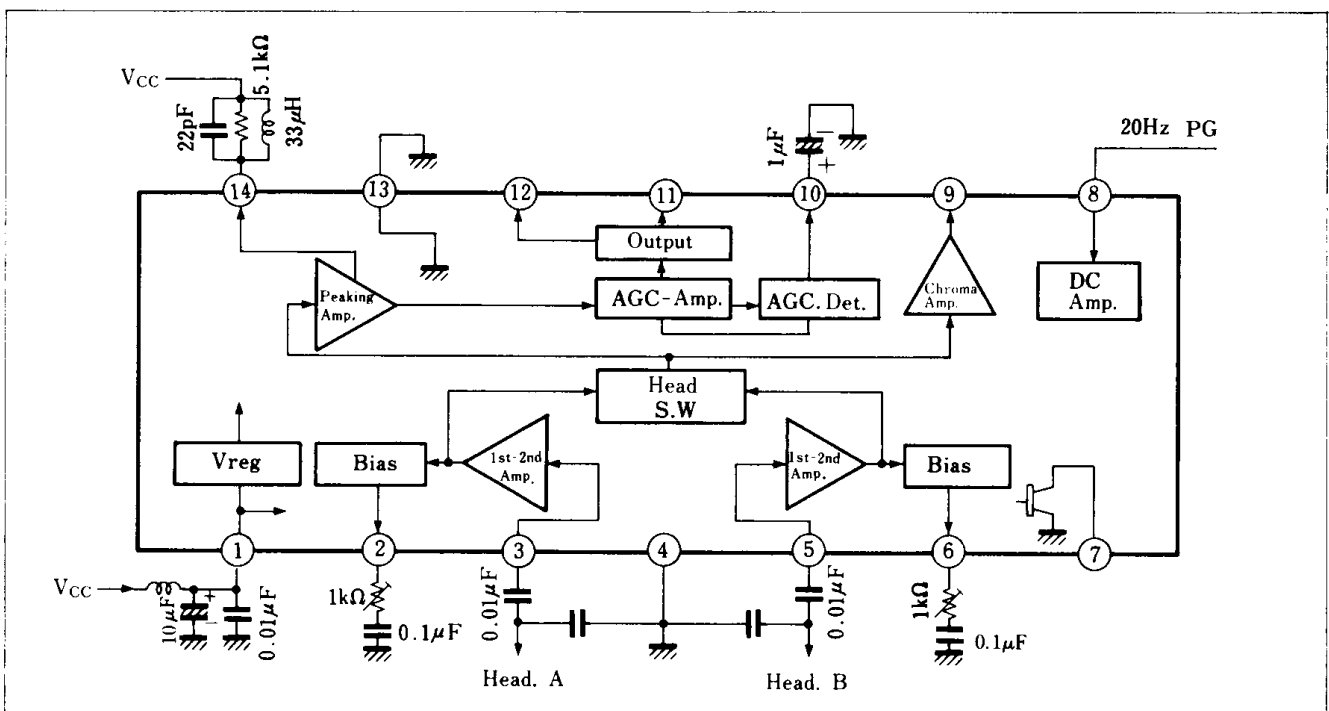 VCC
22pF
5.1kΩ
33μH
1μF
−
+
20Hz PG
14
13
12
11
10
9
8
Output
Peaking
Amp.
AGC-Amp.
AGC. Det.
Chroma
Amp.
DC
Amp.
Head
S.W
Vreg
Bias
1st-2nd
Amp.
1st-2nd
Amp.
Bias
1
2
3
4
5
6
7
VCC
10μF
+
−
0.01μF
1kΩ
0.1μF
0.01μF
0.01μF
1kΩ
0.1μF
Head. A
Head. B